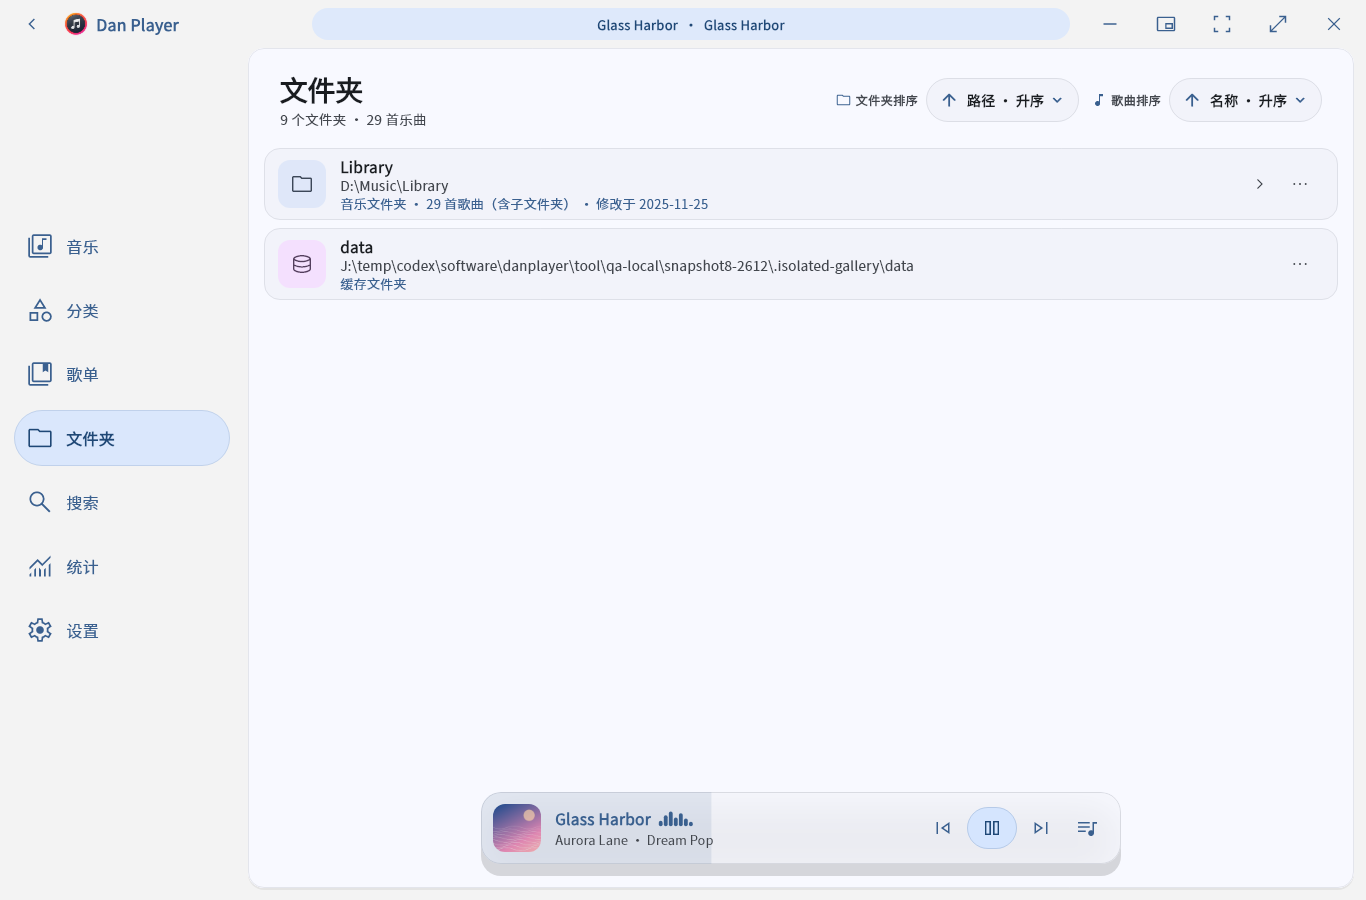 Dan Player
Glass Harbor • Glass Harbor
文件夹
9 个文件夹 • 29 首乐曲
文件夹排序
路径 • 升序
歌曲排序
名称 • 升序
Library
D:\Music\Library
音乐文件夹 • 29 首歌曲（含子文件夹） • 修改于 2025-11-25
data
J:\temp\codex\software\danplayer\tool\qa-local\snapshot8-2612\.isolated-gallery\data
缓存文件夹
音乐
分类
歌单
文件夹
搜索
统计
设置
Glass Harbor
Aurora Lane • Dream Pop